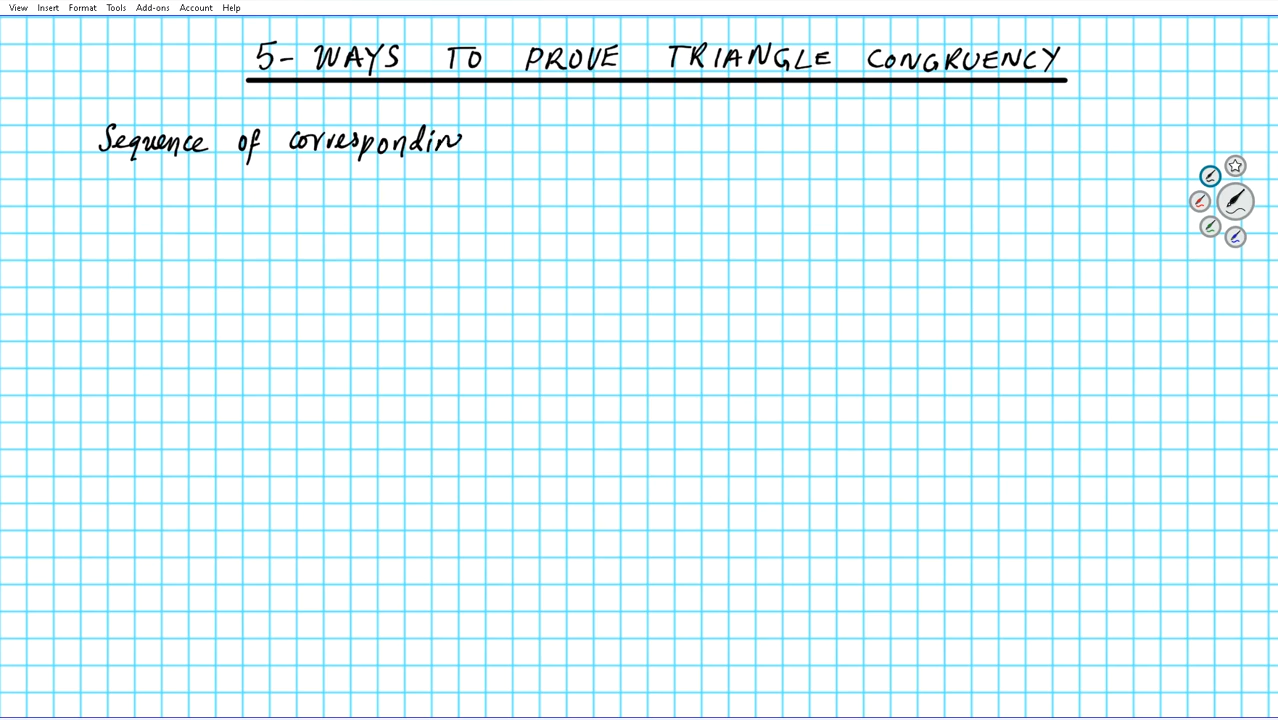 View Insert Format Tools Add-ons Account Help
5- WAYS TO PROVE TRIANGLE CONGRUENCY
Sequence of correspondin